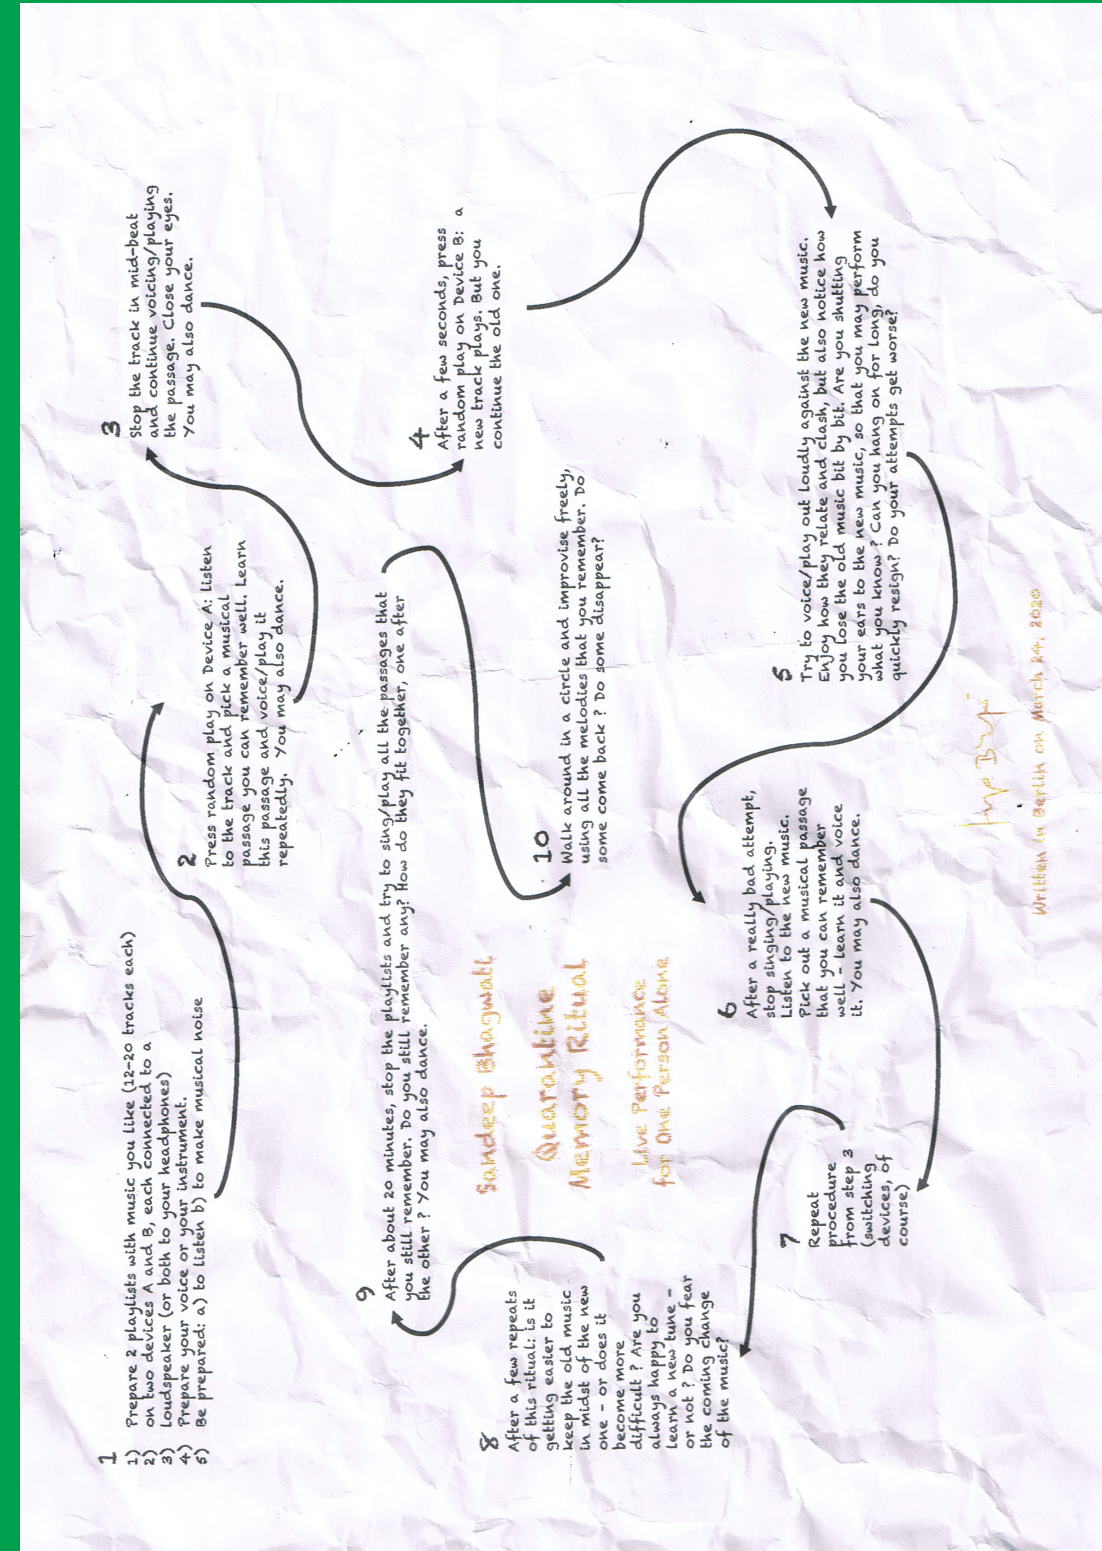 1
1) Prepare 2 playlists with music you like (12-20 tracks each)
2) on two devices A and B, each connected to a
3) Loudspeaker (or both to your headphones)
4) Prepare your voice or your instrument.
5) Be prepared: a) to listen b) to make musical noise
2
Press random play on Device A: Listen
to the track and pick a musical
passage you can remember well. Learn
this passage and voice/play it
repeatedly. You may also dance.
3
Stop the track in mid-beat
and continue voicing/playing
the passage. Close your eyes.
You may also dance.
4
After a few seconds, press
random play on Device B: a
new track plays. But you
continue the old one.
5
Try to voice/play out loudly against the new music.
Enjoy how they relate and clash, but also notice how
you lose the old music bit by bit. Are you shutting
your ears to the new music, so that you may perform
what you know? Can you hang on for Long, do you
quickly resign? Do your attempts get worse?
6
After a really bad attempt,
stop singing/playing.
Listen to the new music.
Pick out a musical passage
that you can remember
well - learn it and voice
it. You may also dance.
7
Repeat
procedure
from step 3
(switching
devices, of
course)
8
After a few repeats
of this ritual: is it
getting easier to
keep the old music
in midst of the new
one - or does it
become more
difficult? Are you
always happy to
learn a new tune -
or not? Do you fear
the coming change
of the music?
9
After about 20 minutes, stop the playlists and try to sing/play all the passages that
you still remember. Do you still remember any? How do they fit together, one after
the other? You may also dance.
10
Walk around in a circle and improvise freely,
using all the melodies that you remember. Do
some come back? Do some disappear?
Sandeep Bhagwati
Quarantine
Memory Ritual
Live Performance
for One Person Alone
Written in Berlin on March 24, 2020